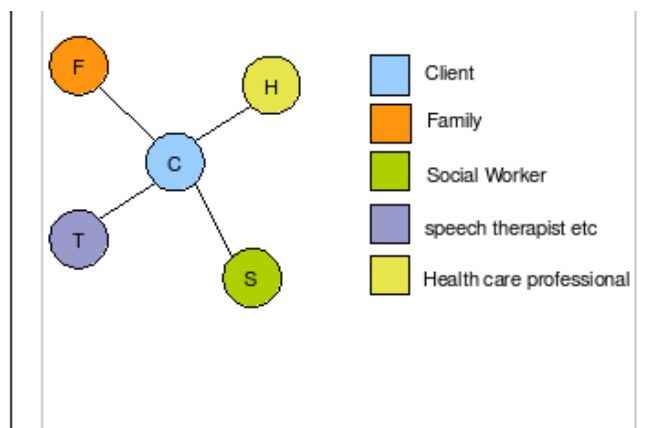 F
H
Client
Family
C
Social Worker
T
speech therapist etc
S
Health care professional